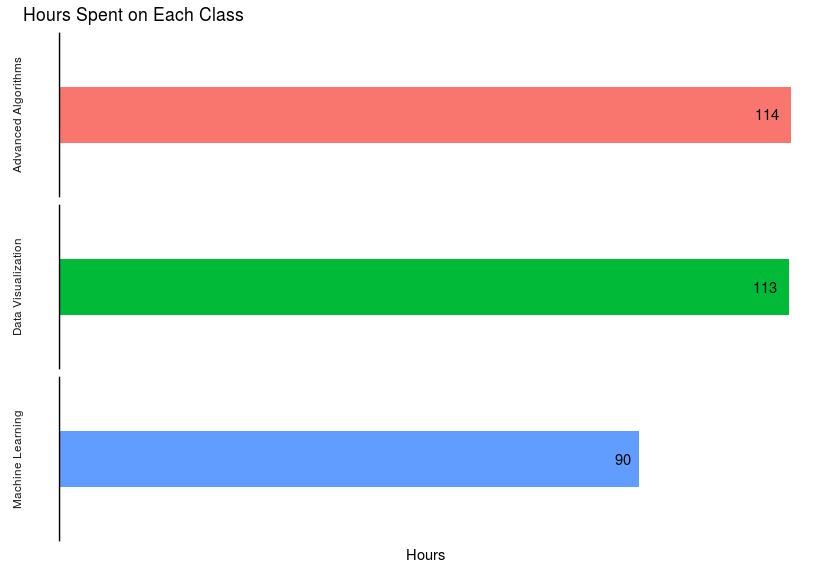 Hours Spent on Each Class
Advanced Algorithms
114
Data Visualization
113
Machine Learning
90
Hours